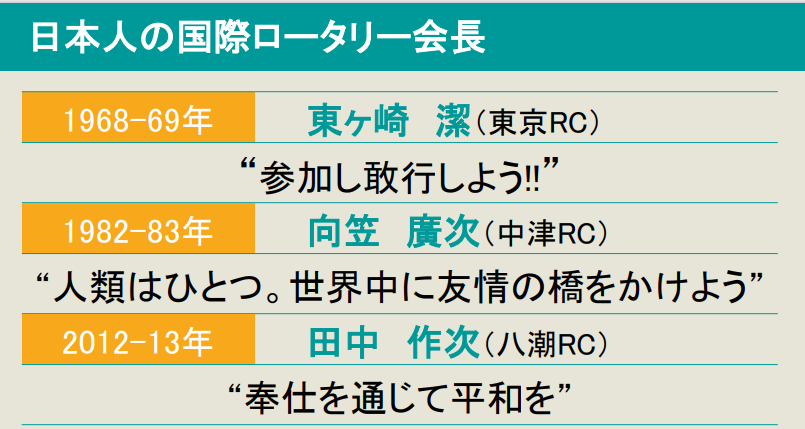 日本人の国際ロータリー会長
1968-69年 東ヶ崎 潔(東京RC)
“参加し敢行しよう!!”
1982-83年 向笠 廣次(中津RC)
“人類はひとつ。世界中に友情の橋をかけよう”
2012-13年 田中 作次(八潮RC)
“奉仕を通じて平和を”